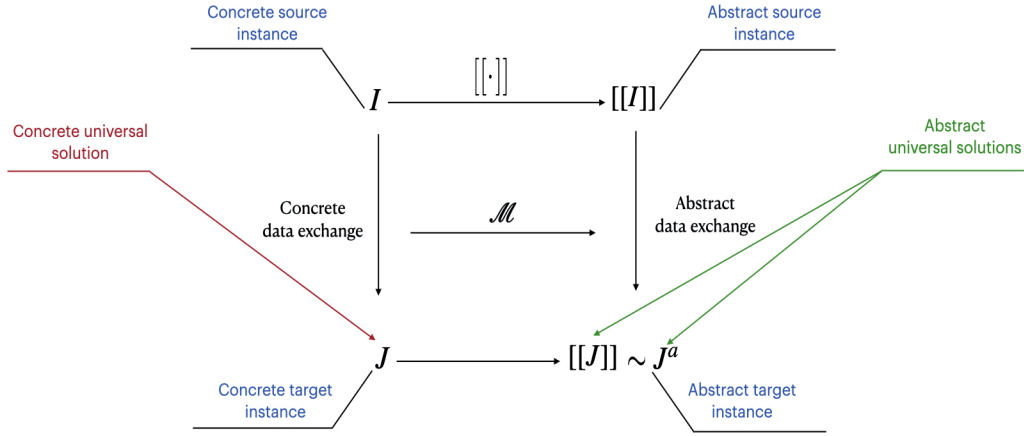 Concrete source
instance
Abstract source
instance
[[·]]
I
[[I]]
Concrete universal
solution
Abstract
universal solutions
Concrete
data exchange
ℳ
Abstract
data exchange
J
[[J]] ~ Jᵃ
Concrete target
instance
Abstract target
instance